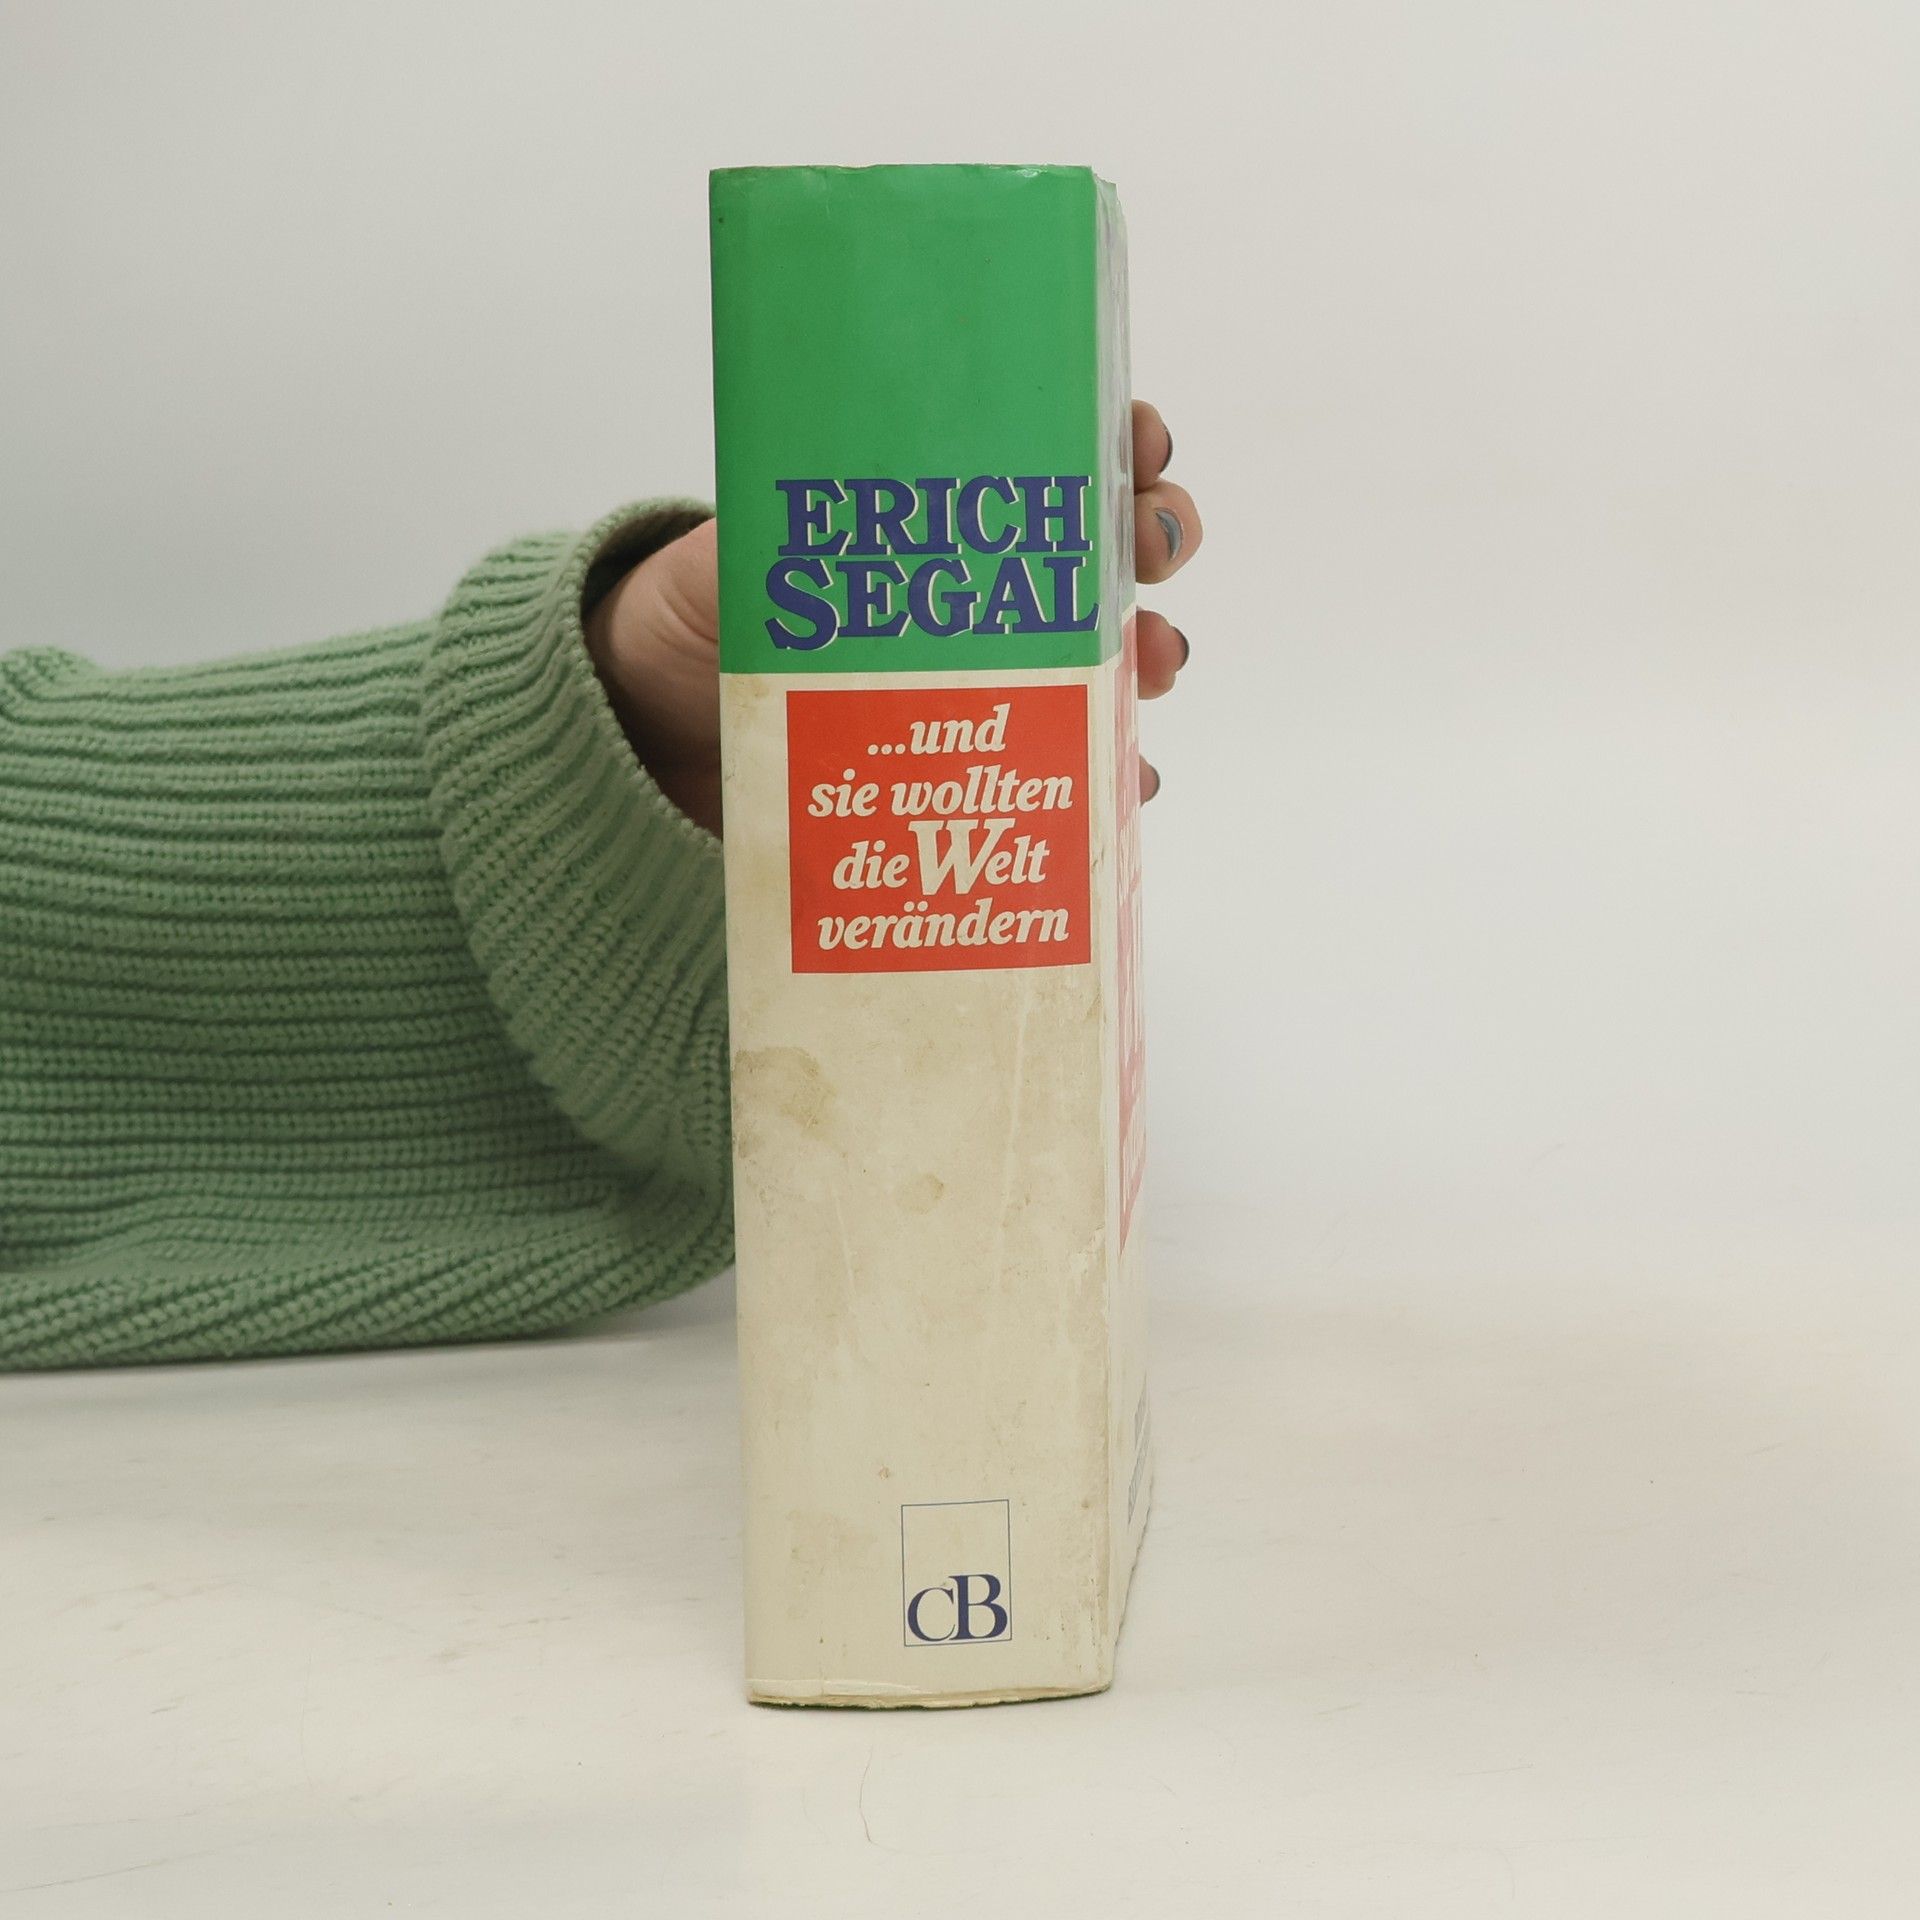 ERICH
SEGAL
...und
sie wollten
die Welt
verändern
CB